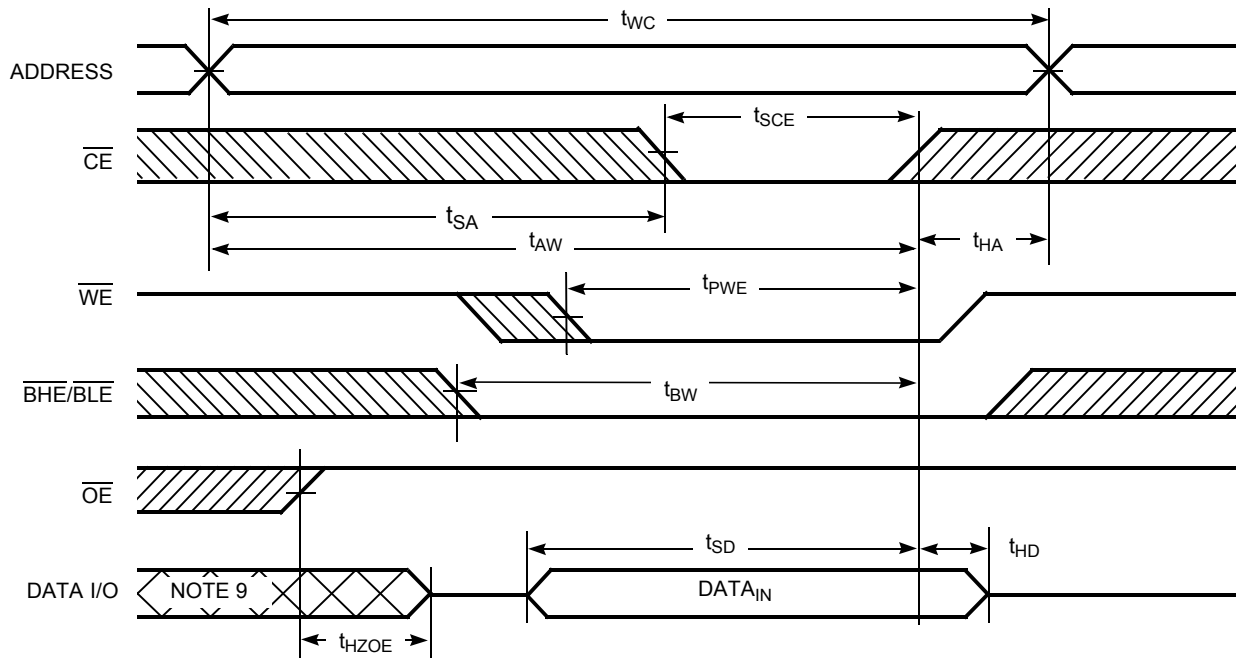 tWC
ADDRESS
tSCE
CE
tSA
tAW
tHA
WE
tPWE
BHE/BLE
tBW
OE
tSD
tHD
DATA I/O
NOTE 9
DATAIN
tHZOE